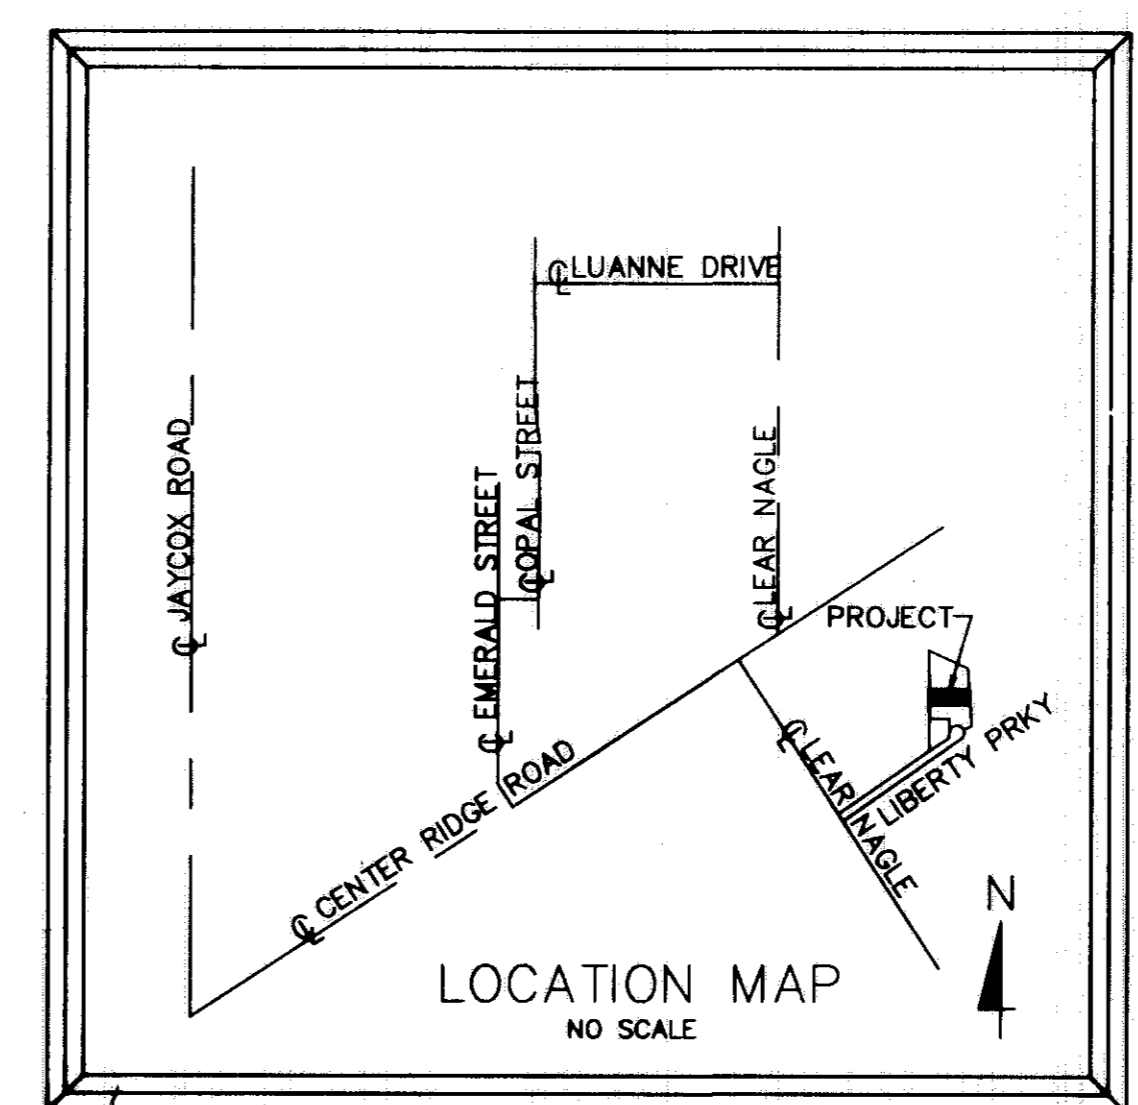 ℄ LUANNE DRIVE
℄ JAYCOX ROAD
℄ EMERALD STREET
℄ OPAL STREET
℄ LEAR NAGLE
PROJECT
℄ LEAR NAGLE
LIBERTY PRKY
℄ CENTER RIDGE ROAD
N
LOCATION MAP
NO SCALE